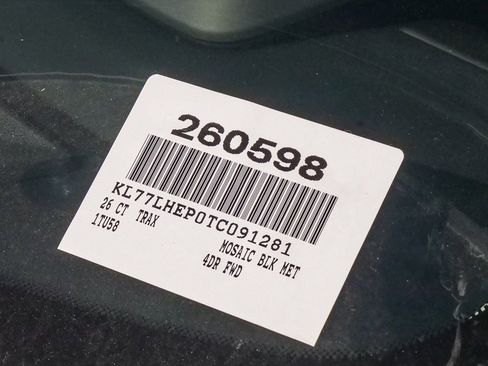 260598
KL77LHEP0TC091281
26 CT TRAX MOSAIC BLK MET
1TU58 4DR FWD